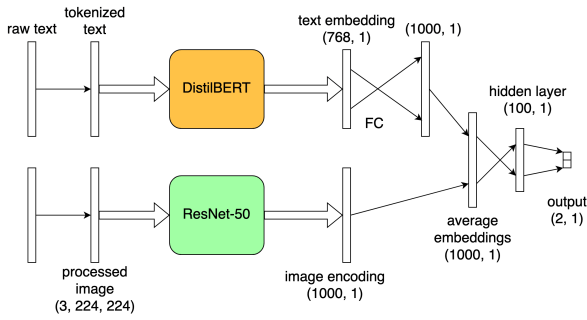 raw text
tokenized
text
DistilBERT
text embedding
(768, 1)
FC
(1000, 1)
hidden layer
(100, 1)
ResNet-50
processed
image
(3, 224, 224)
image encoding
(1000, 1)
average
embeddings
(1000, 1)
output
(2, 1)